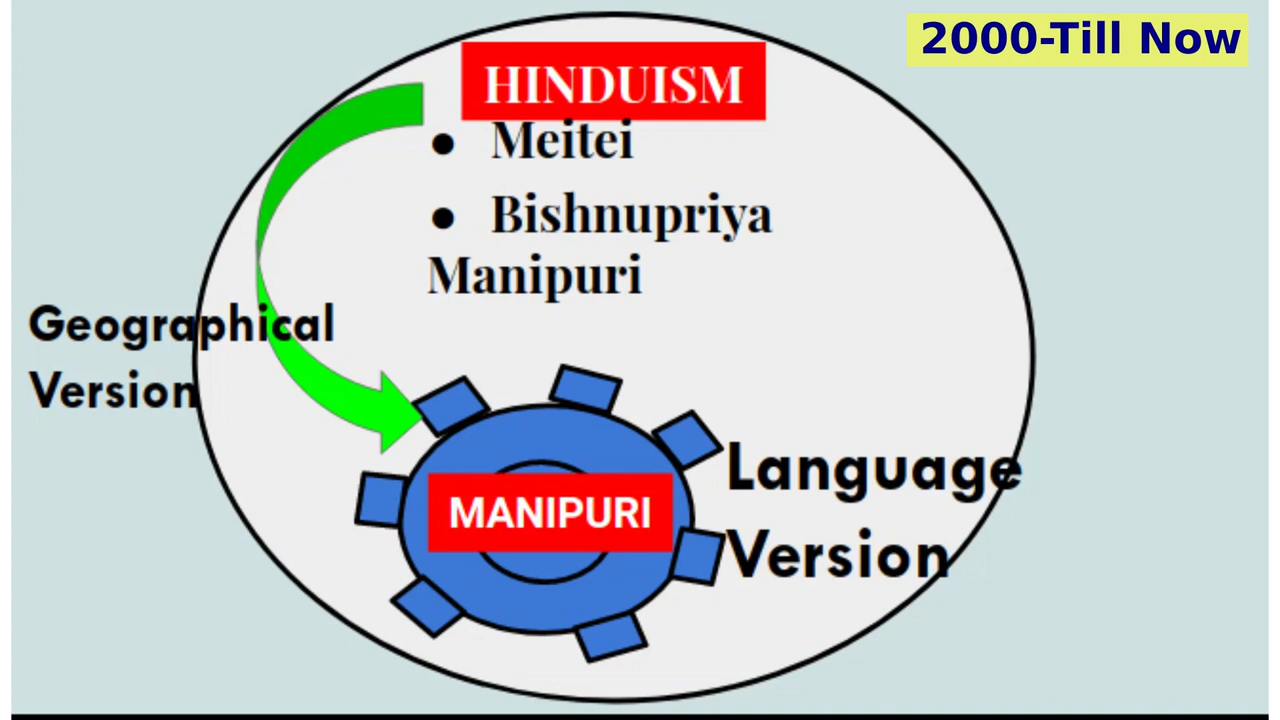 2000-Till Now
HINDUISM
● Meitei
● Bishnupriya
Manipuri
Geographical
Version
MANIPURI
Language
Version